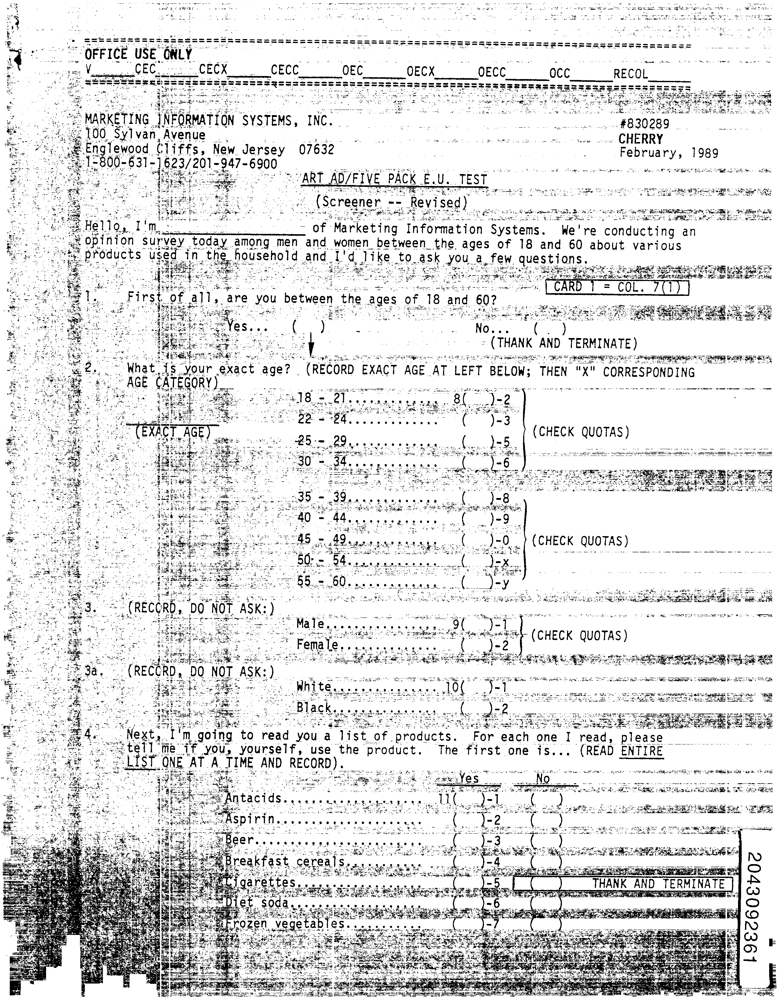 OFFICE USE ONLY
V_____CEC_____CECX_____CECC_____OEC_____OECX_____OECC_____OCC_____RECOL_____
MARKETING INFORMATION SYSTEMS, INC.
100 Sylvan Avenue
Englewood Cliffs, New Jersey 07632
1-800-631-1623/201-947-6900
#830289
CHERRY
February, 1989
ART AD/FIVE PACK E.U. TEST
(Screener -- Revised)
Hello, I'm____________________ of Marketing Information Systems. We're conducting an
opinion survey today among men and women between the ages of 18 and 60 about various
products used in the household and I'd like to ask you a few questions.
CARD 1 = COL. 7(1)
1. First of all, are you between the ages of 18 and 60?
Yes... ( ) No... ( )
(THANK AND TERMINATE)
2. What is your exact age? (RECORD EXACT AGE AT LEFT BELOW; THEN "X" CORRESPONDING
AGE CATEGORY)
18 - 21.............. 8( )-2
22 - 24.............. ( )-3
(EXACT AGE)
(CHECK QUOTAS)
25 - 29.............. ( )-5
30 - 34.............. ( )-6
35 - 39.............. ( )-8
40 - 44.............. ( )-9
45 - 49.............. ( )-0 (CHECK QUOTAS)
50 - 54.............. ( )-x
55 - 60.............. ( )-y
3. (RECORD, DO NOT ASK:)
Male.............. 9( )-1
(CHECK QUOTAS)
Female.............. ( )-2
3a. (RECORD, DO NOT ASK:)
White.............. 10( )-1
Black.............. ( )-2
4. Next, I'm going to read you a list of products. For each one I read, please
tell me if you, yourself, use the product. The first one is... (READ ENTIRE
LIST ONE AT A TIME AND RECORD).
Yes No
Antacids.................... 11( )-1 ( )
Aspirin.................... ( )-2 ( )
Beer.................... ( )-3 ( )
Breakfast cereals.............. ( )-4 ( )
Cigarettes.................... ( )-5 ( ) THANK AND TERMINATE
Diet soda.................... ( )-6 ( )
Frozen vegetables.............. ( )-7 ( )
2043092361